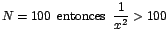 N = 100 entonces 1/x² > 100